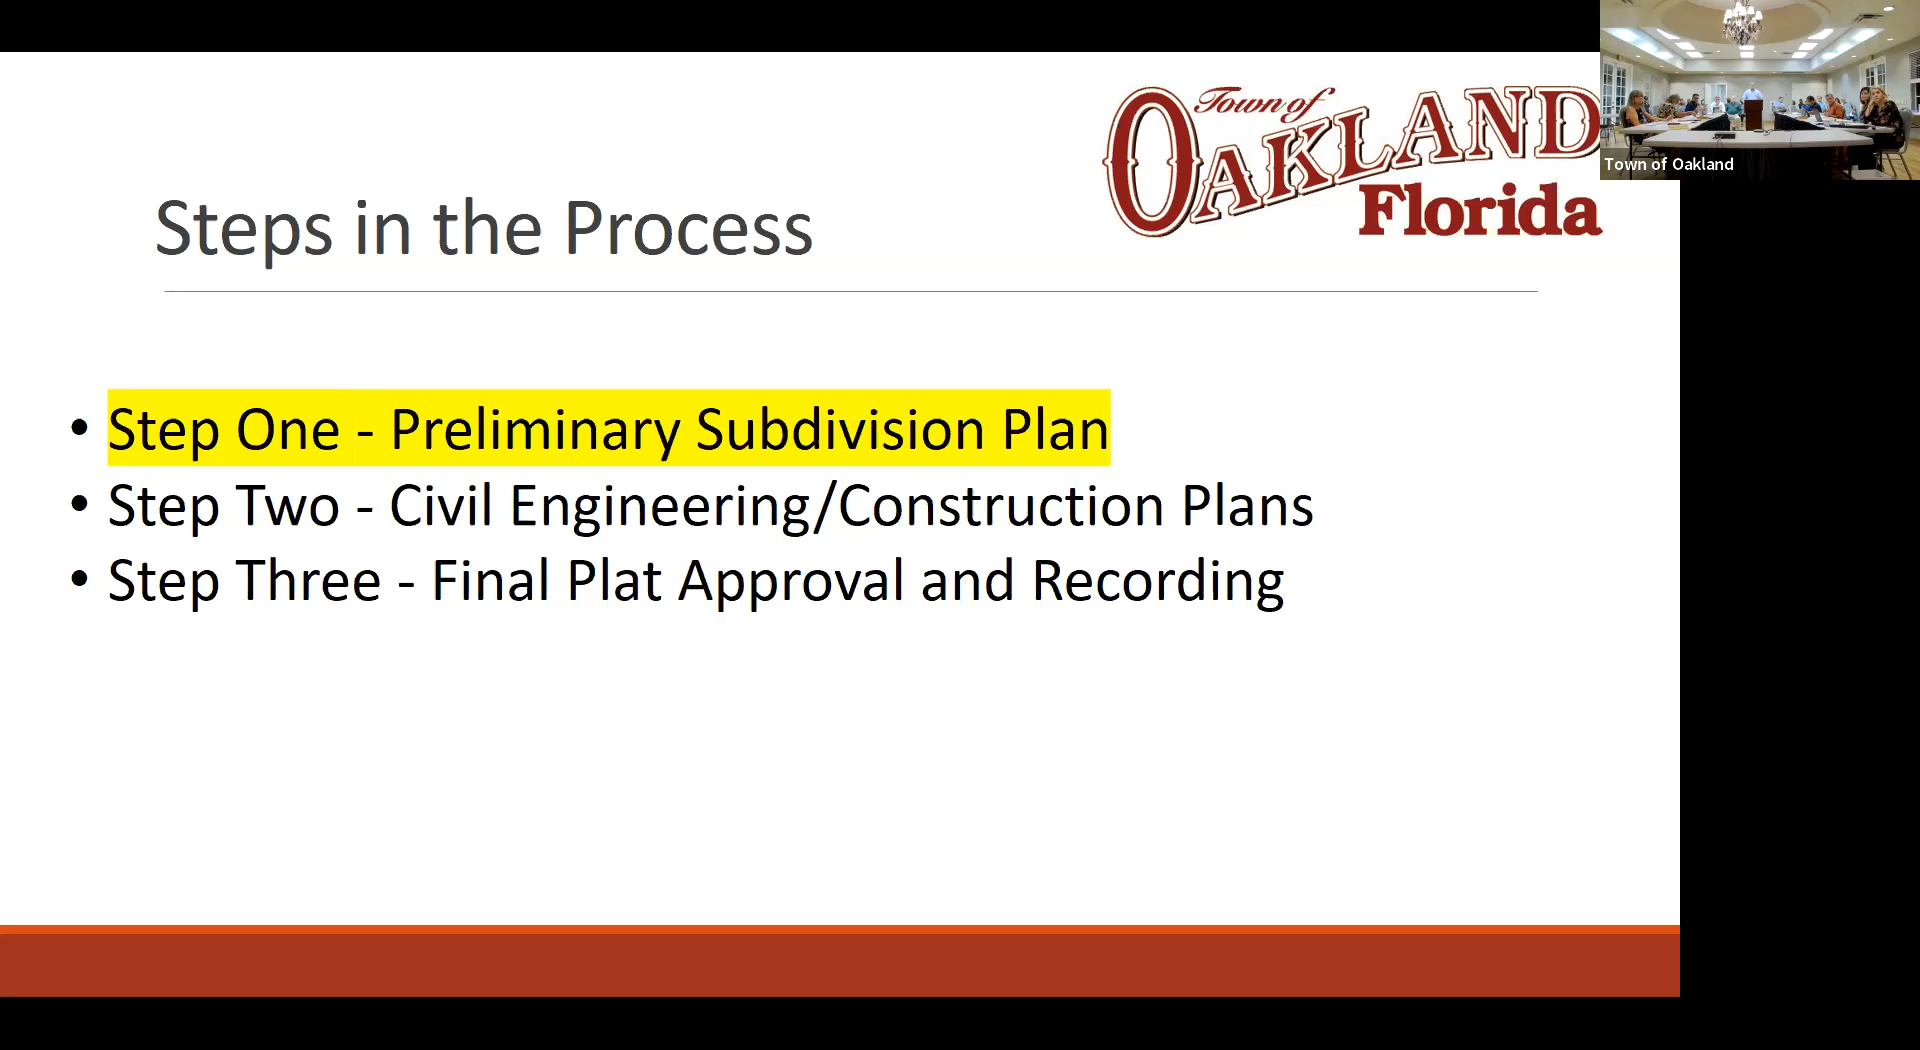 Town of
OAKLAND
Florida
Town of Oakland
Steps in the Process
• Step One - Preliminary Subdivision Plan
• Step Two - Civil Engineering/Construction Plans
• Step Three - Final Plat Approval and Recording